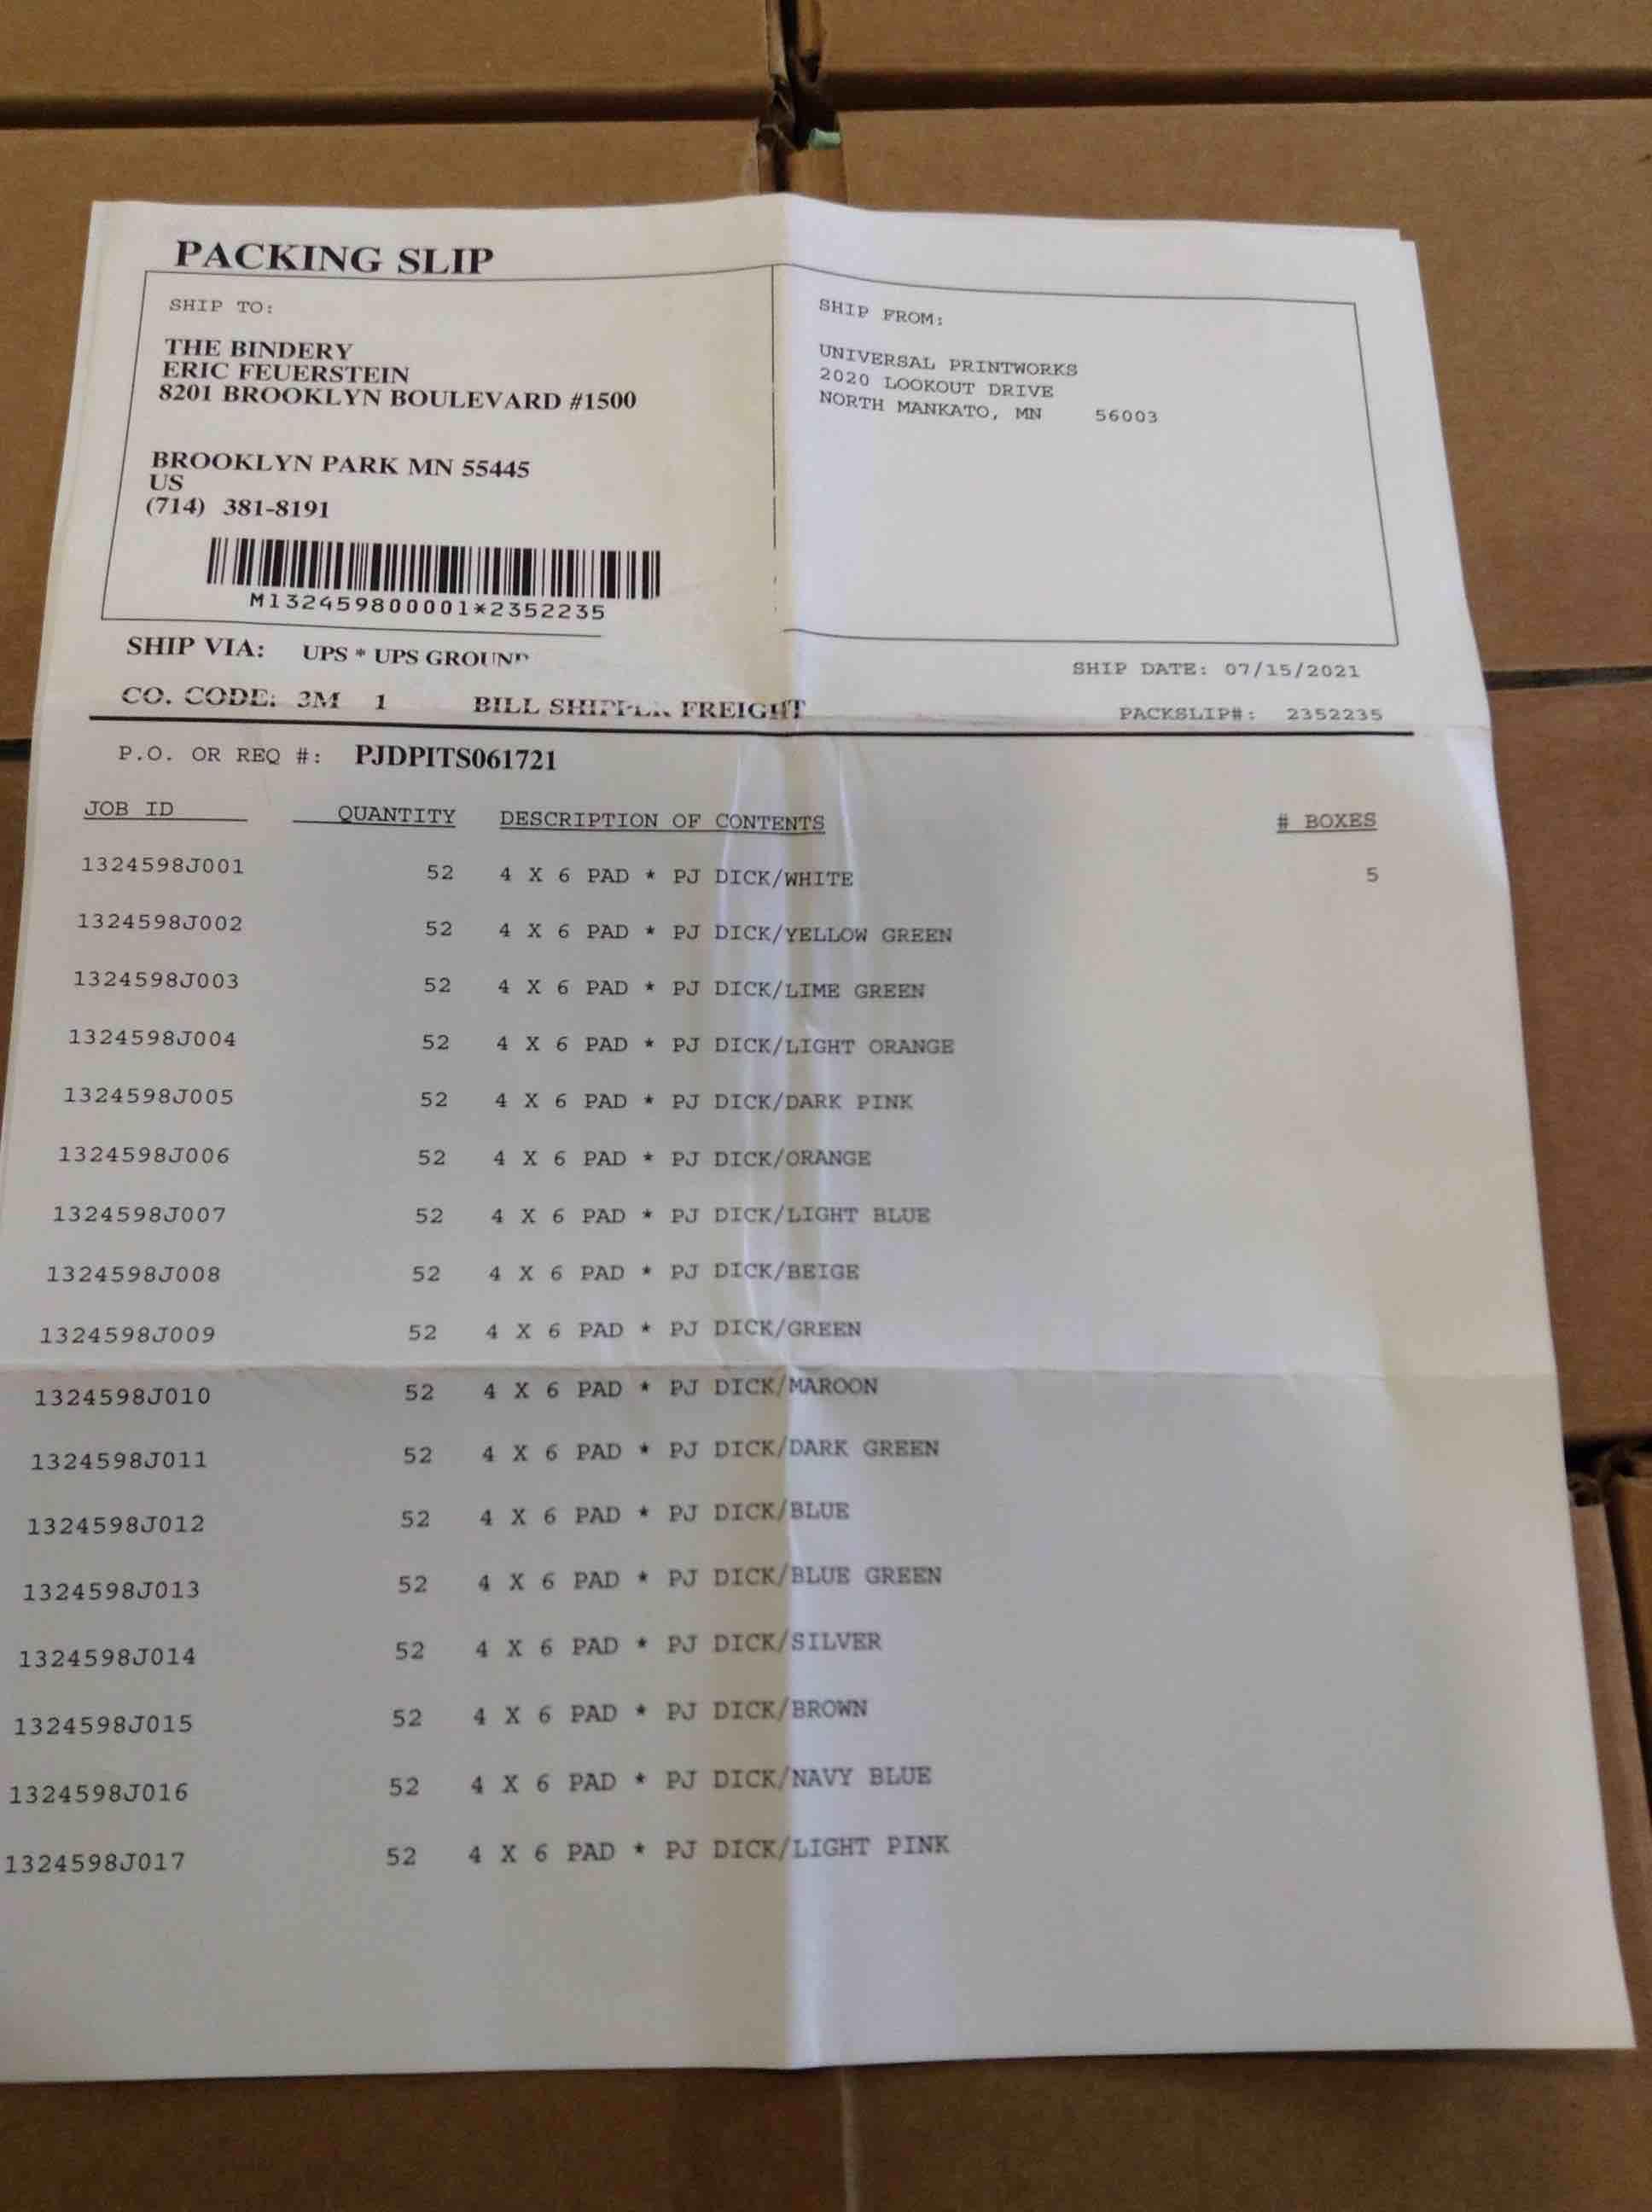 PACKING SLIP
SHIP TO:
THE BINDERY
ERIC FEUERSTEIN
8201 BROOKLYN BOULEVARD #1500
BROOKLYN PARK MN 55445
US
(714) 381-8191
M132459800001*2352235
SHIP FROM:
UNIVERSAL PRINTWORKS
2020 LOOKOUT DRIVE
NORTH MANKATO, MN 56003
SHIP VIA: UPS * UPS GROUND
SHIP DATE: 07/15/2021
CO. CODE: 3M 1 BILL SHIPPER FREIGHT
PACKSLIP#: 2352235
P.O. OR REQ #: PJDPITS061721
JOB ID QUANTITY DESCRIPTION OF CONTENTS # BOXES
1324598J001 52 4 X 6 PAD * PJ DICK/WHITE 5
1324598J002 52 4 X 6 PAD * PJ DICK/YELLOW GREEN
1324598J003 52 4 X 6 PAD * PJ DICK/LIME GREEN
1324598J004 52 4 X 6 PAD * PJ DICK/LIGHT ORANGE
1324598J005 52 4 X 6 PAD * PJ DICK/DARK PINK
1324598J006 52 4 X 6 PAD * PJ DICK/ORANGE
1324598J007 52 4 X 6 PAD * PJ DICK/LIGHT BLUE
1324598J008 52 4 X 6 PAD * PJ DICK/BEIGE
1324598J009 52 4 X 6 PAD * PJ DICK/GREEN
1324598J010 52 4 X 6 PAD * PJ DICK/MAROON
1324598J011 52 4 X 6 PAD * PJ DICK/DARK GREEN
1324598J012 52 4 X 6 PAD * PJ DICK/BLUE
1324598J013 52 4 X 6 PAD * PJ DICK/BLUE GREEN
1324598J014 52 4 X 6 PAD * PJ DICK/SILVER
1324598J015 52 4 X 6 PAD * PJ DICK/BROWN
1324598J016 52 4 X 6 PAD * PJ DICK/NAVY BLUE
1324598J017 52 4 X 6 PAD * PJ DICK/LIGHT PINK